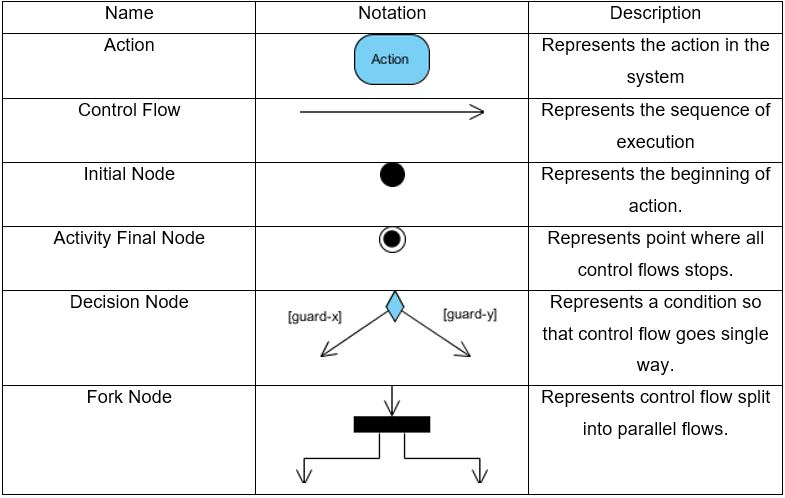 Name Notation Description
Action Action Represents the action in the
system
Control Flow Represents the sequence of
execution
Initial Node Represents the beginning of
action.
Activity Final Node Represents point where all
control flows stops.
Decision Node [guard-x] [guard-y] Represents a condition so
that control flow goes single
way.
Fork Node Represents control flow split
into parallel flows.